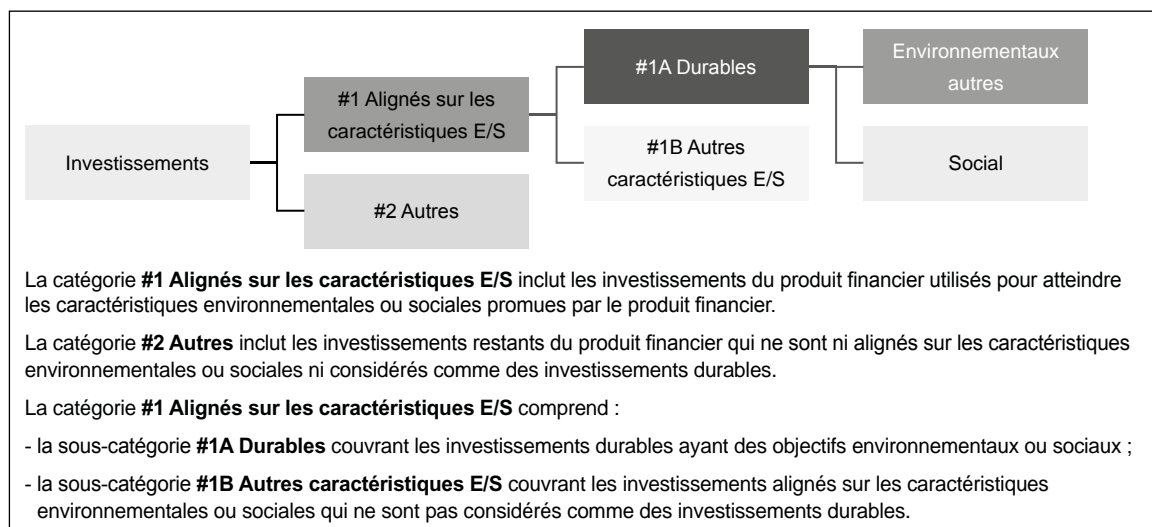 #1A Durables
Environnementaux
autres
#1 Alignés sur les
caractéristiques E/S
Investissements
#1B Autres
caractéristiques E/S
Social
#2 Autres
La catégorie #1 Alignés sur les caractéristiques E/S inclut les investissements du produit financier utilisés pour atteindre
les caractéristiques environnementales ou sociales promues par le produit financier.
La catégorie #2 Autres inclut les investissements restants du produit financier qui ne sont ni alignés sur les caractéristiques
environnementales ou sociales ni considérés comme des investissements durables.
La catégorie #1 Alignés sur les caractéristiques E/S comprend :
- la sous-catégorie #1A Durables couvrant les investissements durables ayant des objectifs environnementaux ou sociaux ;
- la sous-catégorie #1B Autres caractéristiques E/S couvrant les investissements alignés sur les caractéristiques
environnementales ou sociales qui ne sont pas considérés comme des investissements durables.